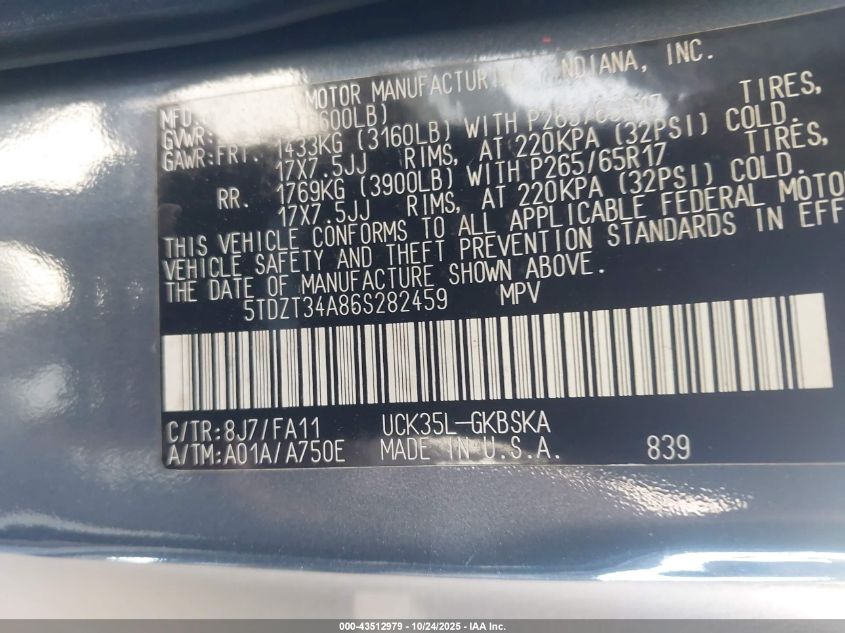 MFD. MOTOR MANUFACTURING INDIANA, INC.
GVWR 600LB)
GAWR:FRT. 1433KG (3160LB) WITH P265/65R17 TIRES,
17X7.5JJ RIMS, AT 220KPA (32PSI) COLD.
RR. 1769KG (3900LB) WITH P265/65R17 TIRES,
17X7.5JJ RIMS, AT 220KPA (32PSI) COLD.
THIS VEHICLE CONFORMS TO ALL APPLICABLE FEDERAL MOTO
VEHICLE SAFETY AND THEFT PREVENTION STANDARDS IN EFF
THE DATE OF MANUFACTURE SHOWN ABOVE.
5TDZT34A86S282459 MPV
C/TR:8J7/FA11 UCK35L-GKBSKA
A/TM:A01A/A750E MADE IN U.S.A. 839
000-43512979 - 10/24/2025 - IAA Inc.